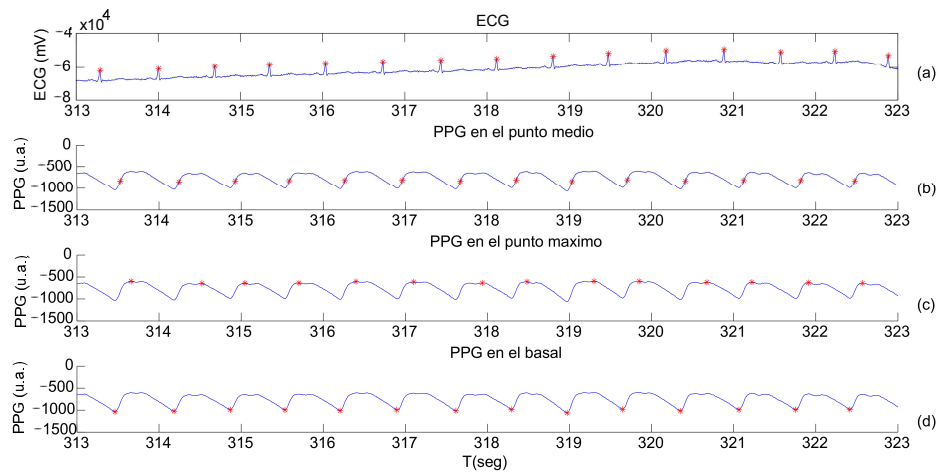 ECG
x10⁴
−4
−6
−8
ECG (mV)
313 314 315 316 317 318 319 320 321 322 323
(a)
PPG en el punto medio
0
−500
−1000
−1500
PPG (u.a.)
313 314 315 316 317 318 319 320 321 322 323
(b)
PPG en el punto maximo
0
−500
−1000
−1500
PPG (u.a.)
313 314 315 316 317 318 319 320 321 322 323
(c)
PPG en el basal
0
−500
−1000
−1500
PPG (u.a.)
313 314 315 316 317 318 319 320 321 322 323
(d)
T(seg)